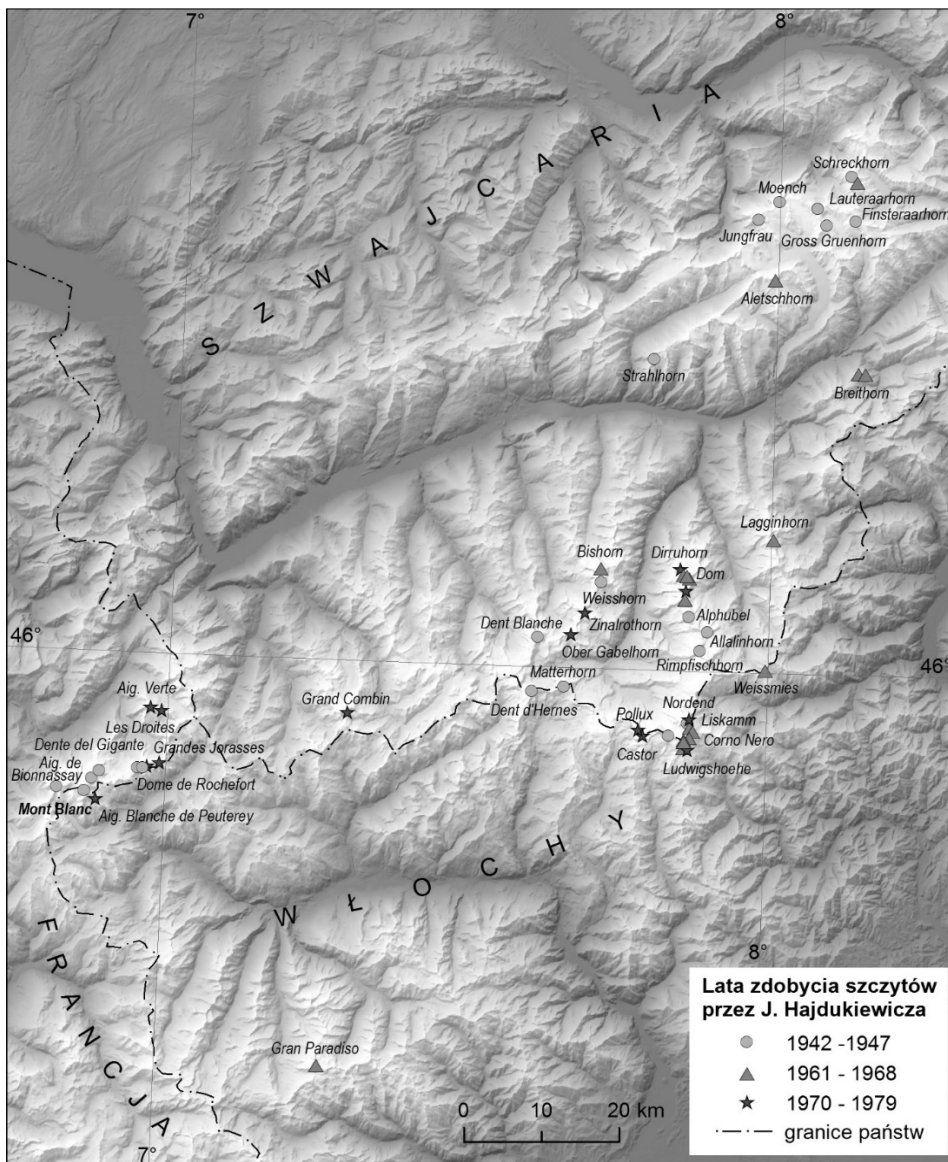 7°
8°
SZWAJCARIA
Schreckhorn
Moench
Lauteraarhorn
Finsteraarhorn
Jungfrau
Gross Gruenhorn
Aletschhorn
Strahlhorn
Breithorn
Lagginhorn
Bishorn
Dirruhorn
Dom
Weisshorn
Dent Blanche
Zinalrothorn
Alphubel
Allalinhorn
46°
Ober Gabelhorn
Rimpfischhorn
46°
Matterhorn
Weissmies
Aig. Verte
Grand Combin
Dent d'Hernes
Nordend
Les Droites
Pollux
Liskamm
Dente del Gigante
Grandes Jorasses
Castor
Corno Nero
Aig. de
Bionnassay
Ludwigshoehe
Dome de Rochefort
Mont Blanc
Aig. Blanche de Peuterey
WŁOCHY
FRANCJA
8°
Gran Paradiso
Lata zdobycia szczytów
przez J. Hajdukiewicza
1942 -1947
1961 - 1968
1970 - 1979
granice państw
0 10 20 km
7°